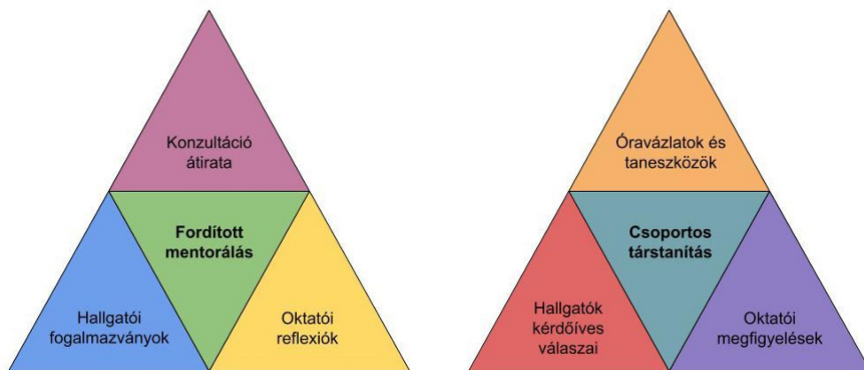 Konzultáció
átirata
Fordított
mentorálás
Hallgatói
fogalmazványok
Oktatói
reflexiók
Óravázlatok és
taneszközök
Csoportos
társtanítás
Hallgatók
kérdőíves
válaszai
Oktatói
megfigyelések